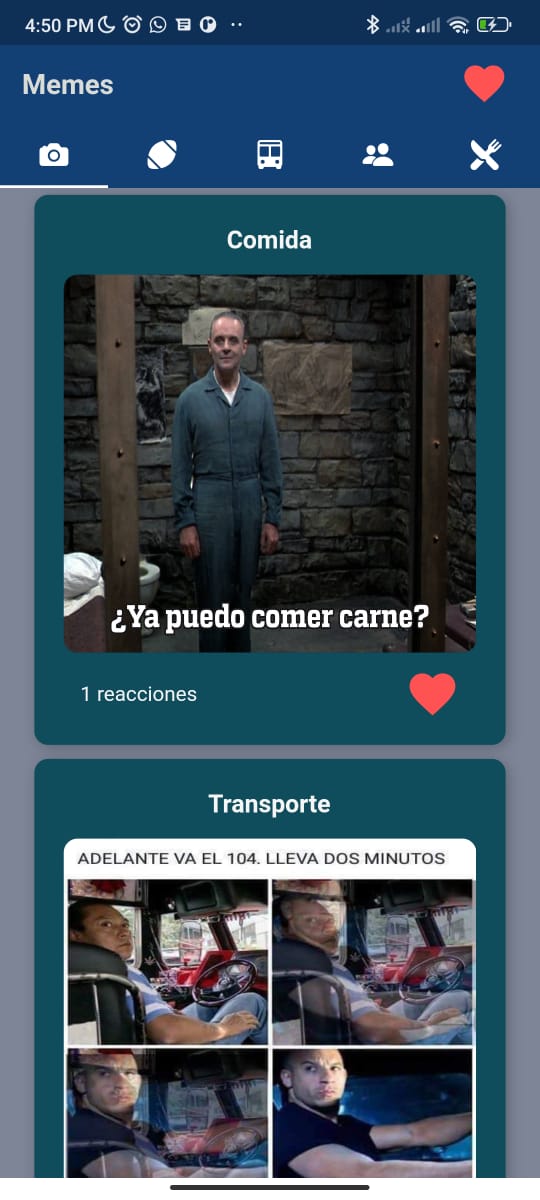 4:50 PM
Memes
Comida
¿Ya puedo comer carne?
1 reacciones
Transporte
ADELANTE VA EL 104. LLEVA DOS MINUTOS